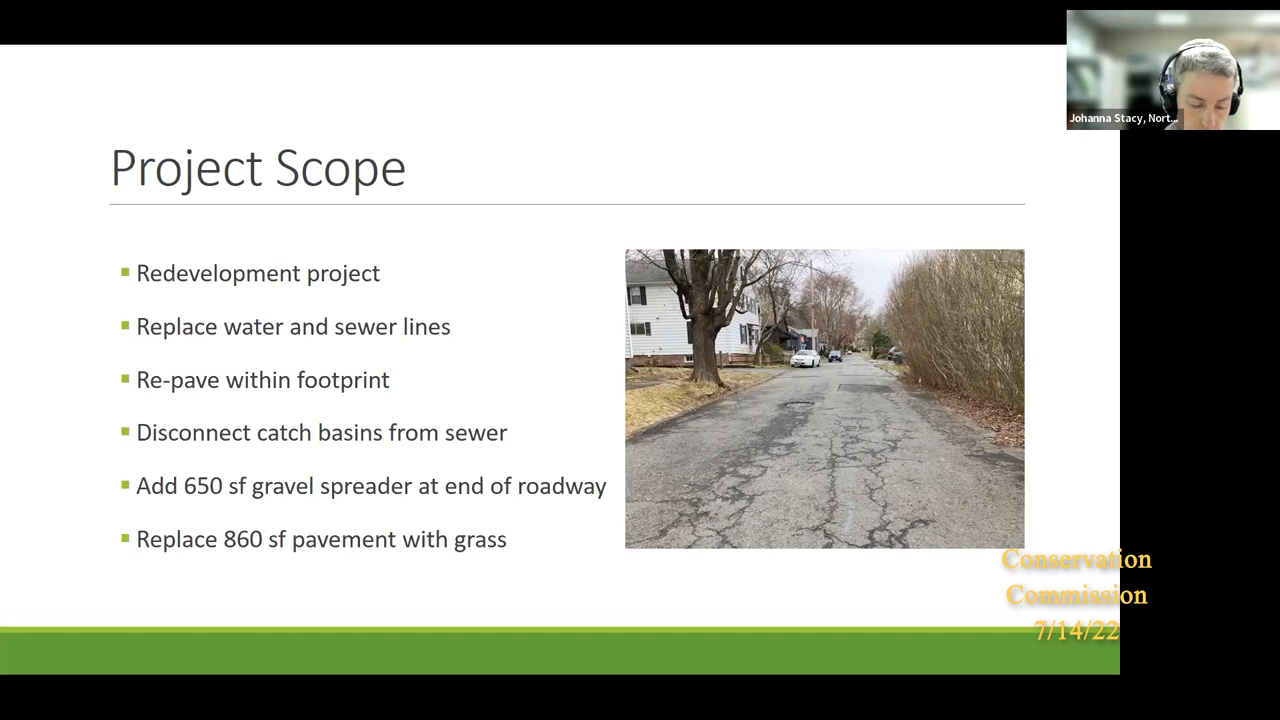 Johanna Stacy, Nort...
Project Scope
Redevelopment project
Replace water and sewer lines
Re-pave within footprint
Disconnect catch basins from sewer
Add 650 sf gravel spreader at end of roadway
Replace 860 sf pavement with grass
Conservation
Commission
7/14/22